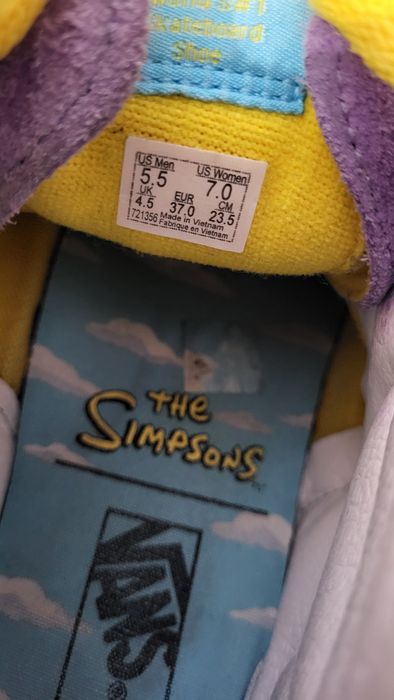 World's #1
Skateboard
Shoe
US Men US Women
5.5 7.0
UK EUR CM
4.5 37.0 23.5
721356 Made in Vietnam
Fabriqué en Vietnam
THE
SIMPSONS
VANS®